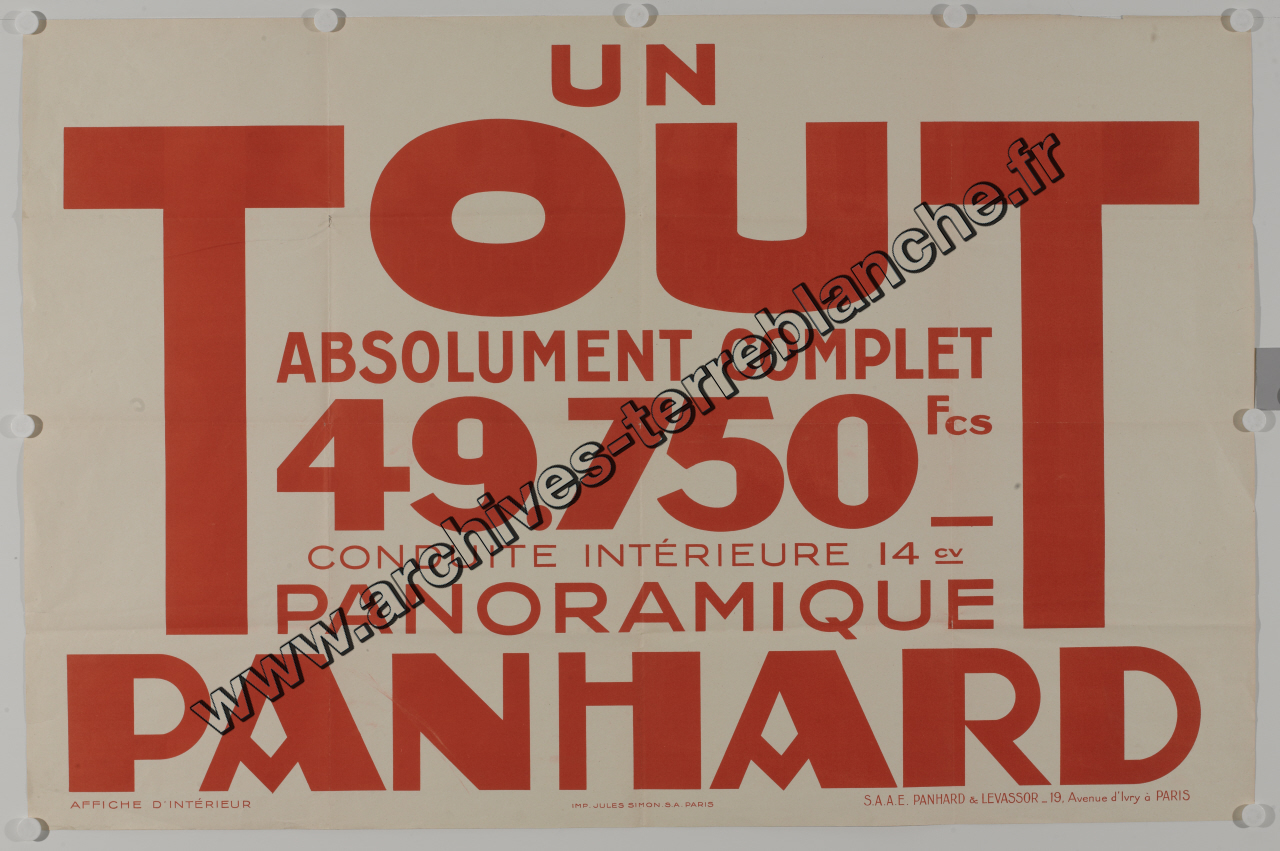 UN
TOUT
ABSOLUMENT COMPLET
49.750 Fcs
CONDUITE INTÉRIEURE 14 CV
PANORAMIQUE
PANHARD
AFFICHE D'INTÉRIEUR
IMP. JULES SIMON. S.A. PARIS
S.A.A.E. PANHARD & LEVASSOR _ 19, Avenue d'Ivry à PARIS
www.archives-terreblanche.fr